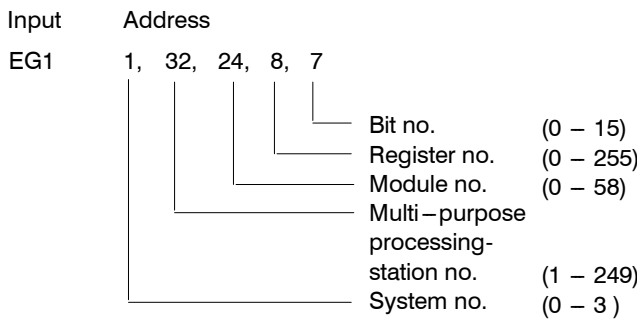 Input Address
EG1 1, 32, 24, 8, 7
Bit no. (0 – 15)
Register no. (0 – 255)
Module no. (0 – 58)
Multi–purpose
processing-
station no. (1 – 249)
System no. (0 – 3 )